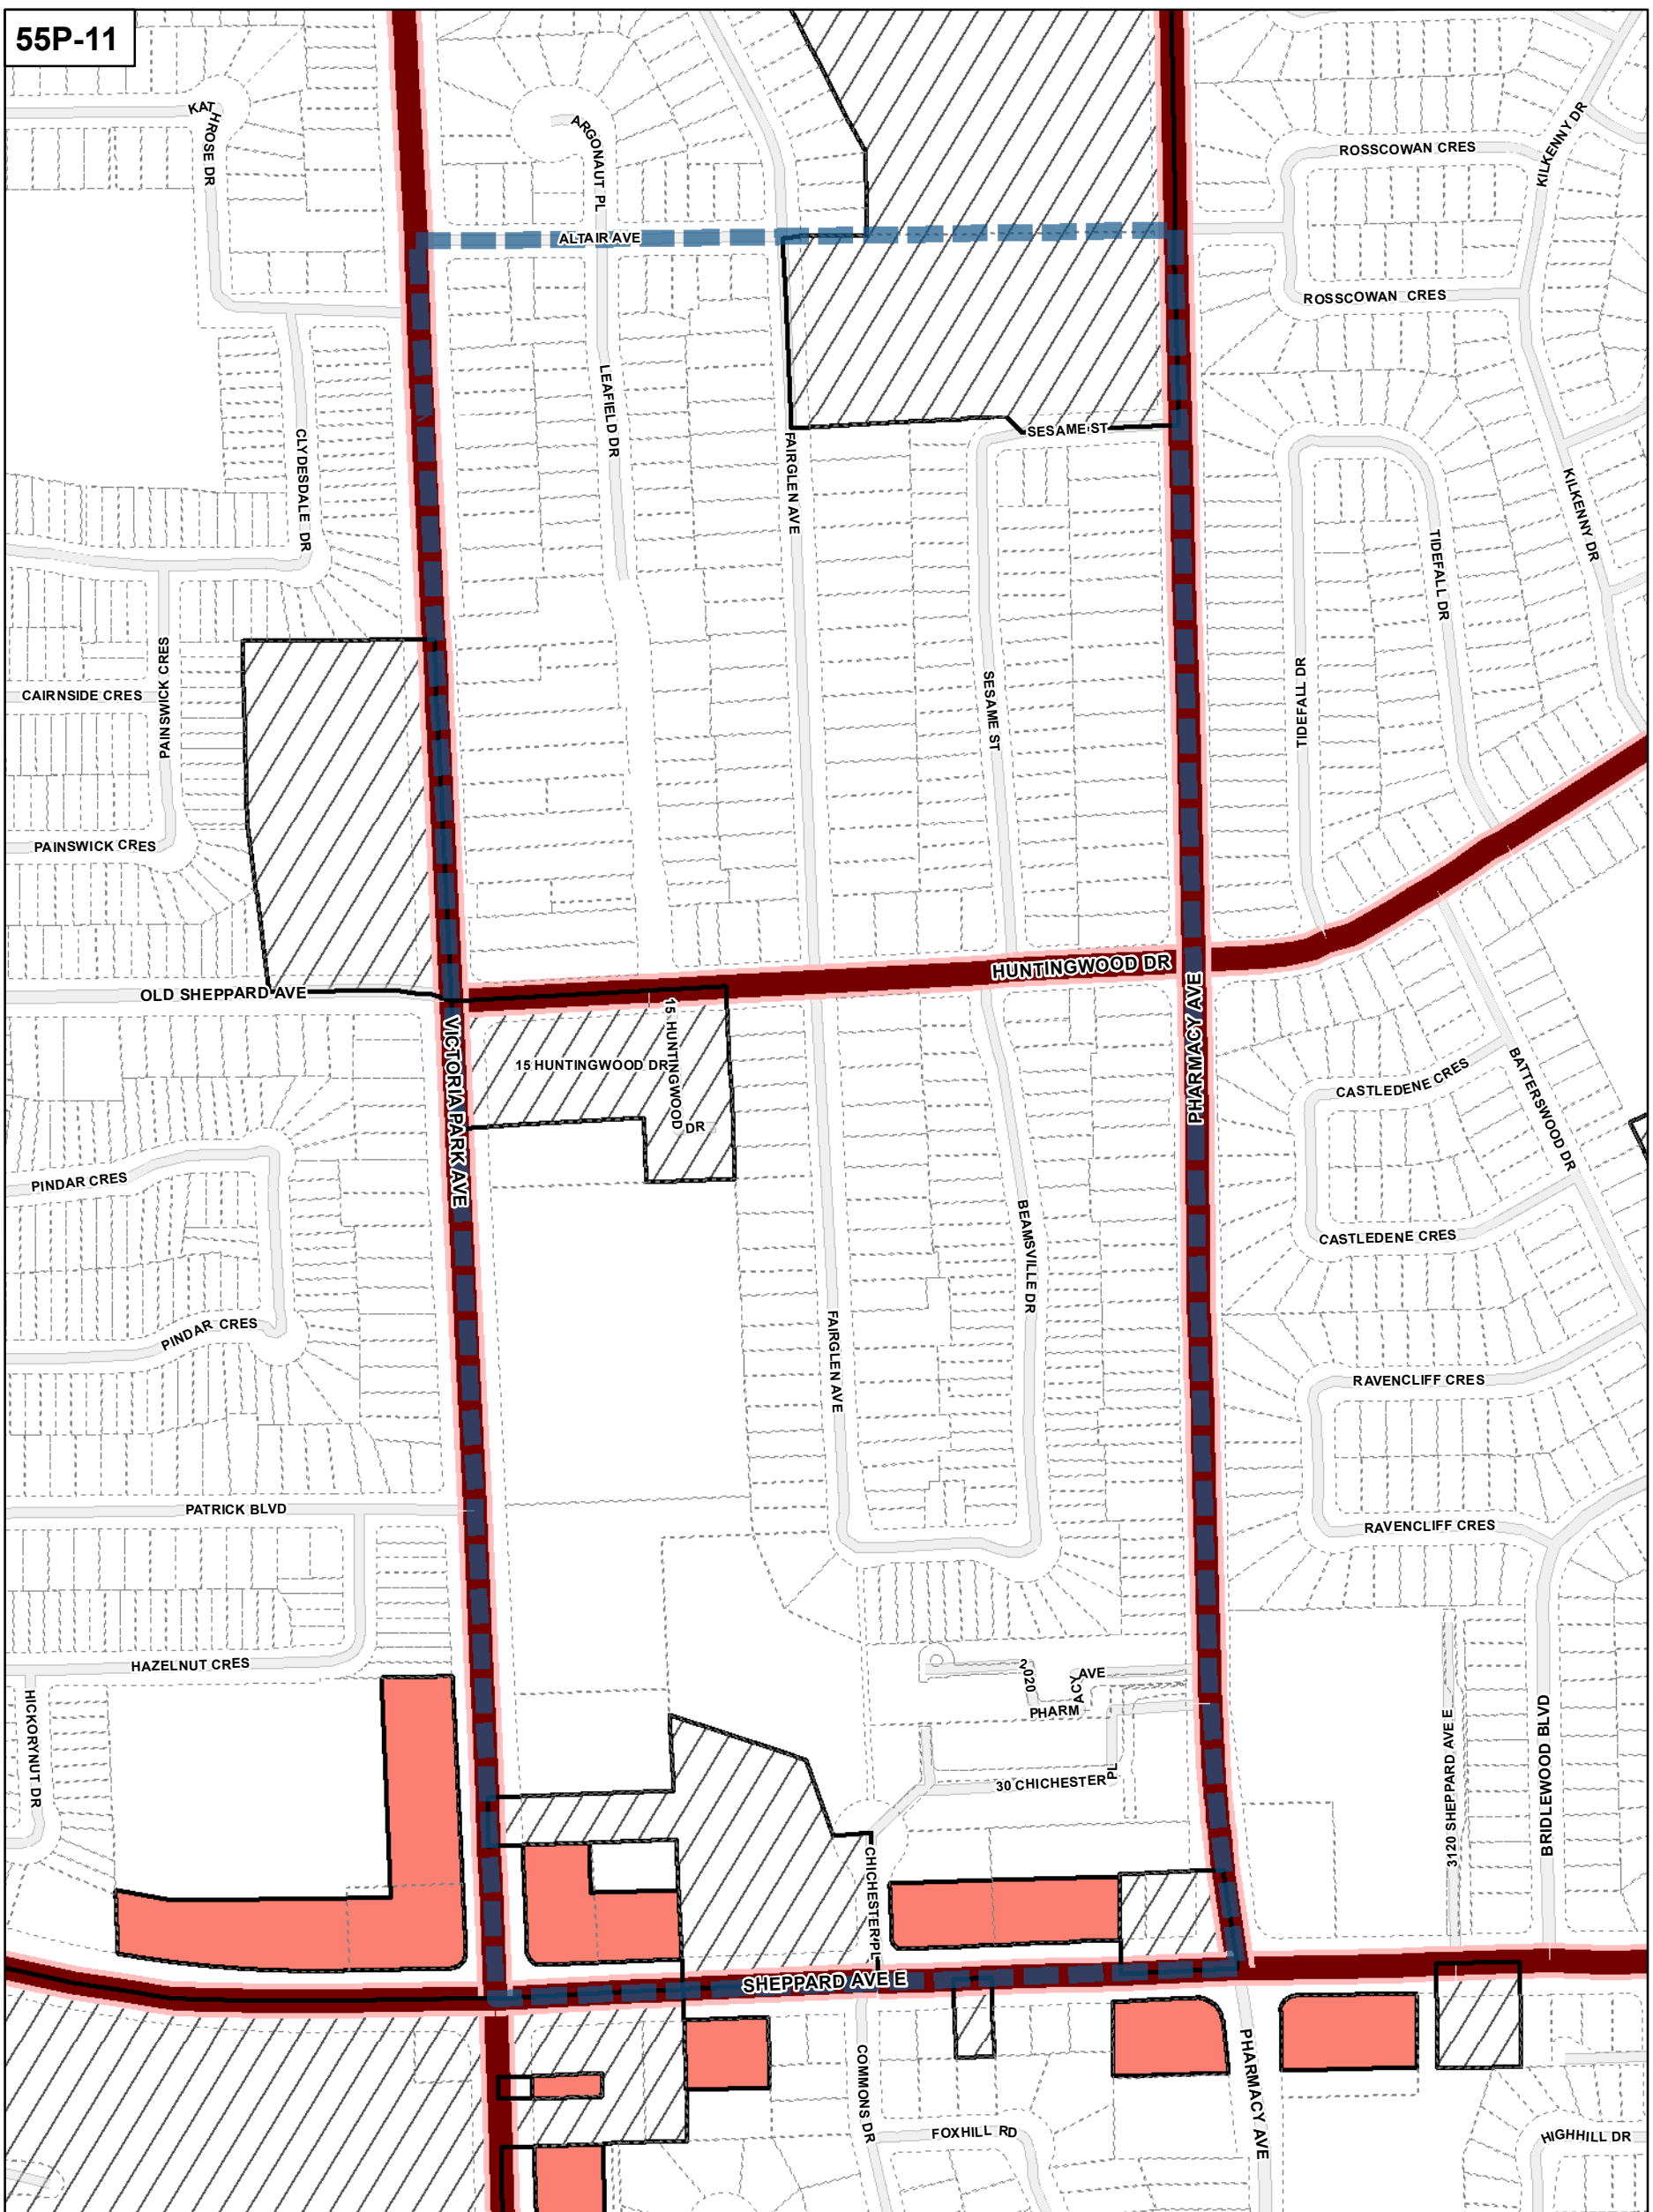 55P-11
KATHROSE DR
ARGONAUT PL
ROSSCOWAN CRES
KILKENNY DR
ALTAIR AVE
ROSSCOWAN CRES
LEAFIELD DR
CLYDESDALE DR
FAIRGLEN AVE
SESAME ST
KILKENNY DR
TIDEFALL DR
PAINSWICK CRES
CAIRNSIDE CRES
SESAME ST
TIDEFALL DR
PAINSWICK CRES
HUNTINGWOOD DR
OLD SHEPPARD AVE
VICTORIA PARK AVE
15 HUNTINGWOOD DR
15 HUNTINGWOOD DR
PHARMACY AVE
CASTLEDENE CRES
BATTERSWOOD DR
PINDAR CRES
BEAMSVILLE DR
CASTLEDENE CRES
PINDAR CRES
FAIRGLEN AVE
RAVENCLIFF CRES
PATRICK BLVD
RAVENCLIFF CRES
HAZELNUT CRES
2020 PHARMACY AVE
HICKORYNUT DR
30 CHICHESTER PL
3120 SHEPPARD AVE E
BRIDLEWOOD BLVD
CHICHESTER PL
SHEPPARD AVE E
COMMONS DR
PHARMACY AVE
FOXHILL RD
HIGHHILL DR